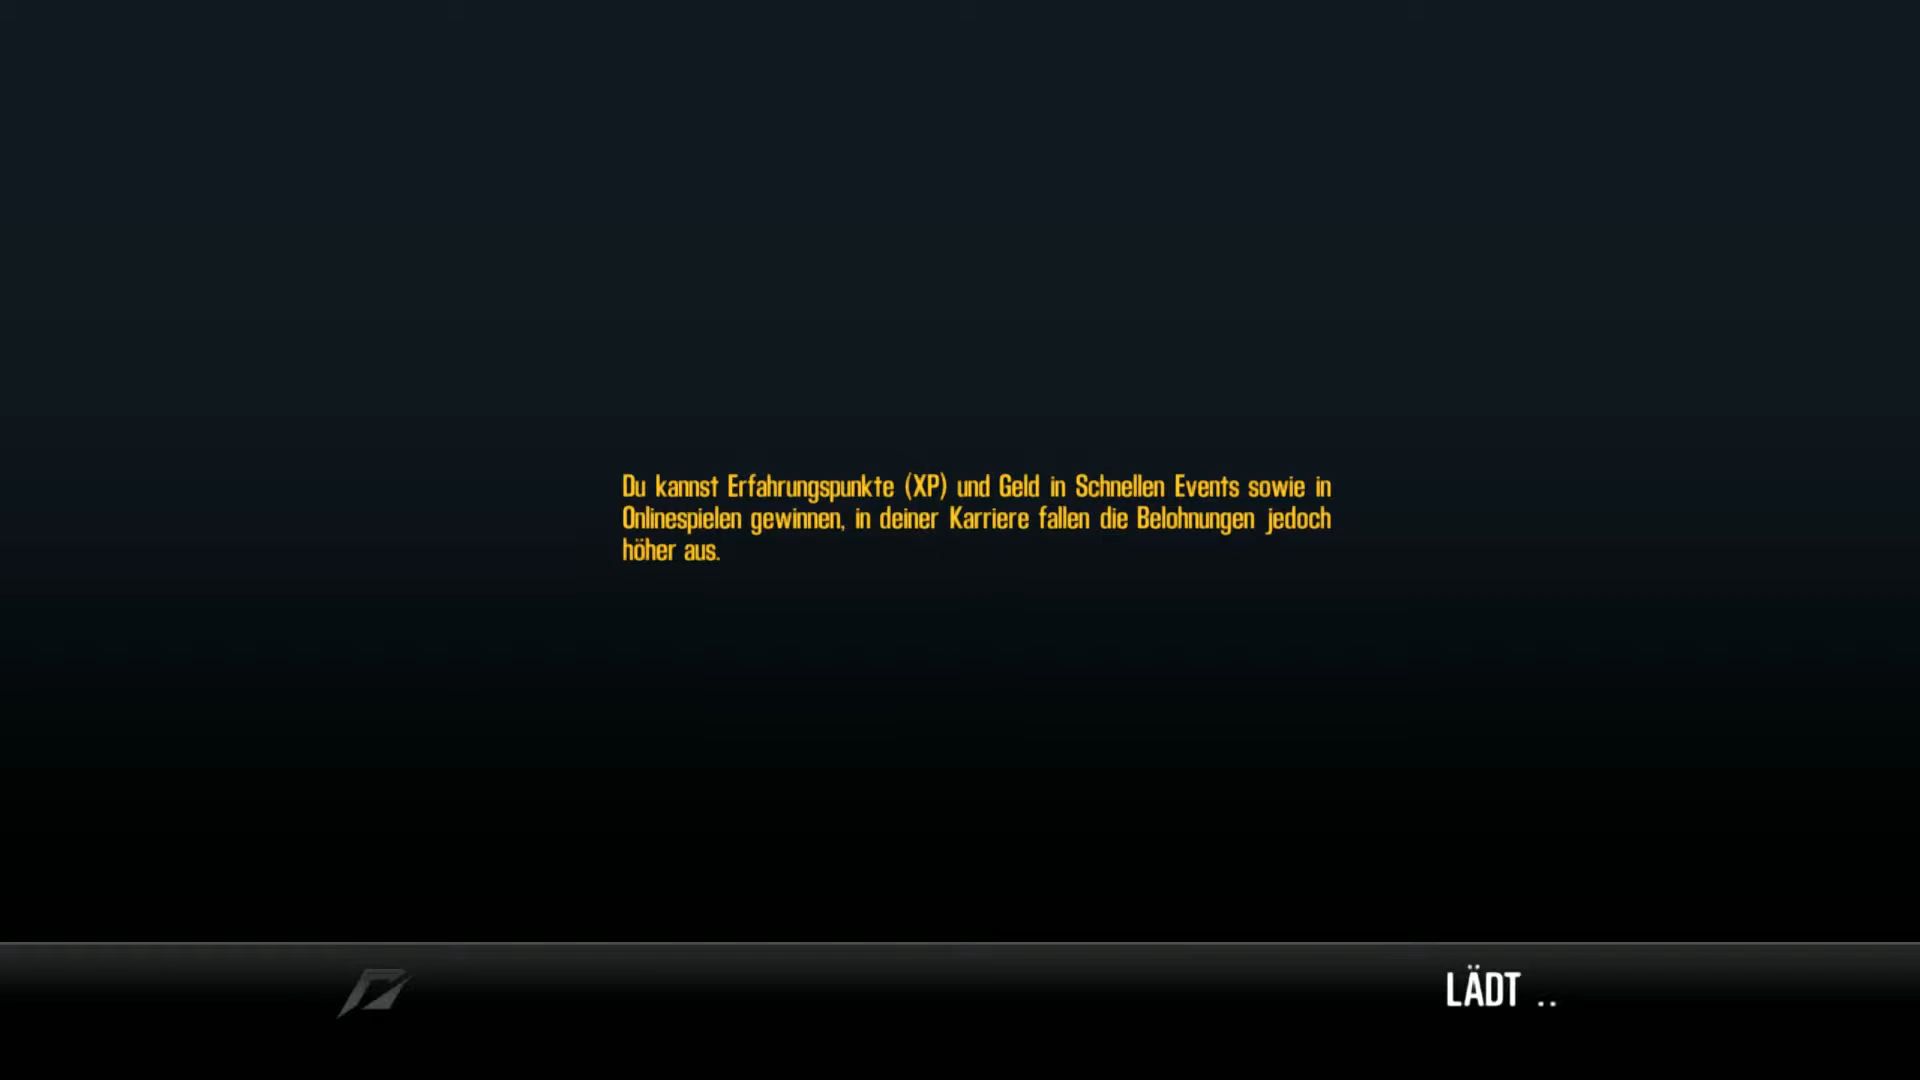 Du kannst Erfahrungspunkte (XP) und Geld in Schnellen Events sowie in
Onlinespielen gewinnen, in deiner Karriere fallen die Belohnungen jedoch
höher aus.
LÄDT ..